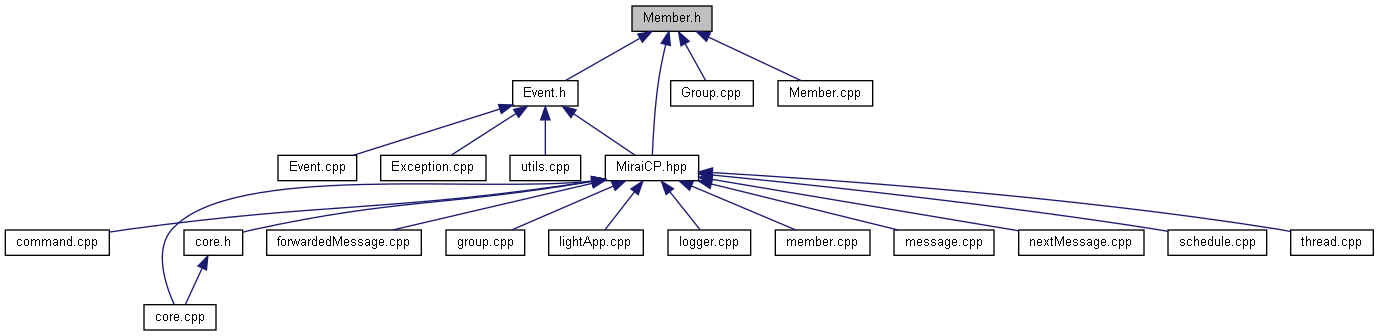 Member.h
Event.h
Group.cpp
Member.cpp
Event.cpp
Exception.cpp
utils.cpp
MiraiCP.hpp
command.cpp
core.h
forwardedMessage.cpp
group.cpp
lightApp.cpp
logger.cpp
member.cpp
message.cpp
nextMessage.cpp
schedule.cpp
thread.cpp
core.cpp